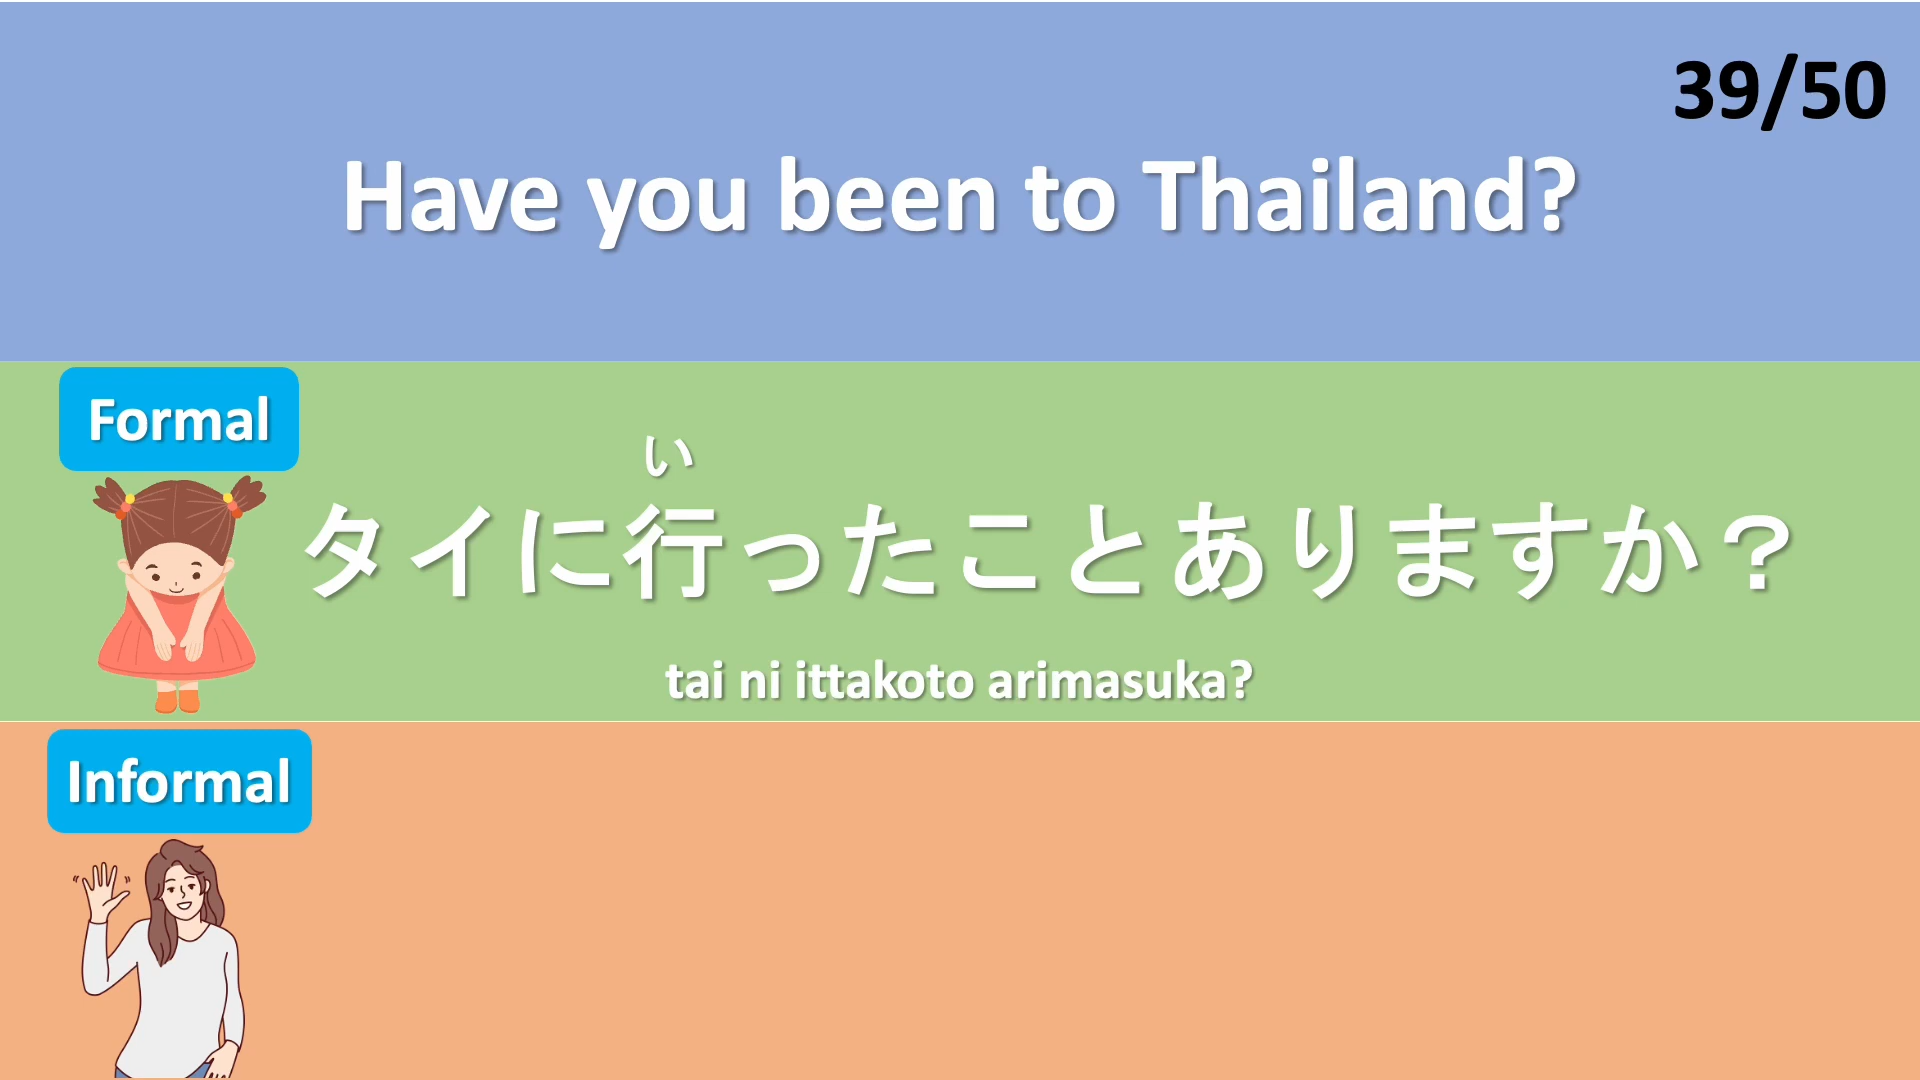 39/50
Have you been to Thailand?
Formal
い
タイに行ったことありますか？
tai ni ittakoto arimasuka?
Informal